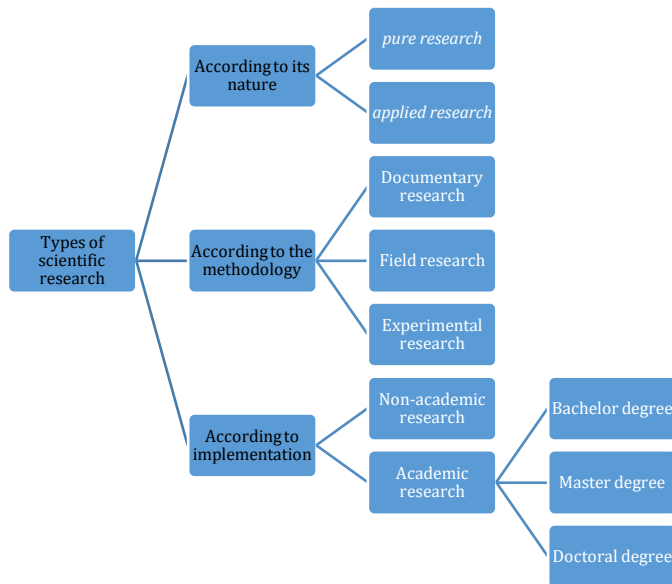 Types of
scientific
research
According to its
nature
pure research
applied research
According to the
methodology
Documentary
research
Field research
Experimental
research
According to
implementation
Non-academic
research
Academic
research
Bachelor degree
Master degree
Doctoral degree